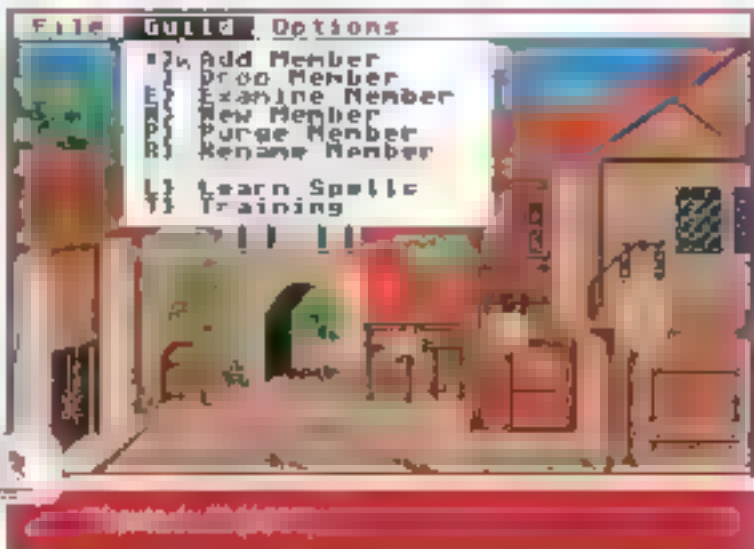 File Guild Options
Add Member
Drop Member
E} Examine Member
N} New Member
P} Purge Member
R} Rename Member
L} Learn Spells
T} Training